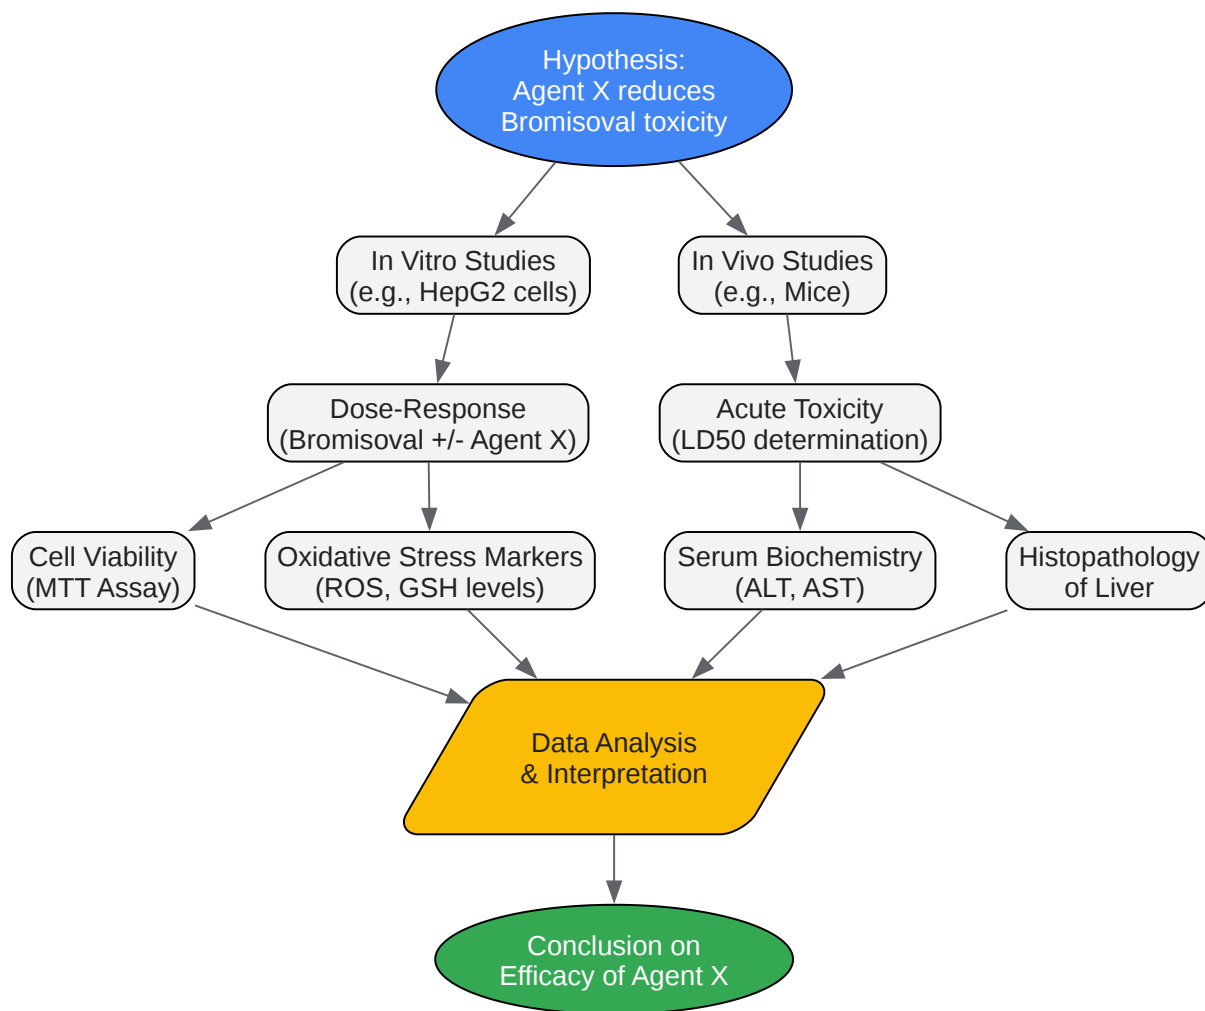 Hypothesis:
Agent X reduces
Bromisoval toxicity
In Vitro Studies
(e.g., HepG2 cells)
In Vivo Studies
(e.g., Mice)
Dose-Response
(Bromisoval +/- Agent X)
Acute Toxicity
(LD50 determination)
Cell Viability
(MTT Assay)
Oxidative Stress Markers
(ROS, GSH levels)
Serum Biochemistry
(ALT, AST)
Histopathology
of Liver
Data Analysis
& Interpretation
Conclusion on
Efficacy of Agent X